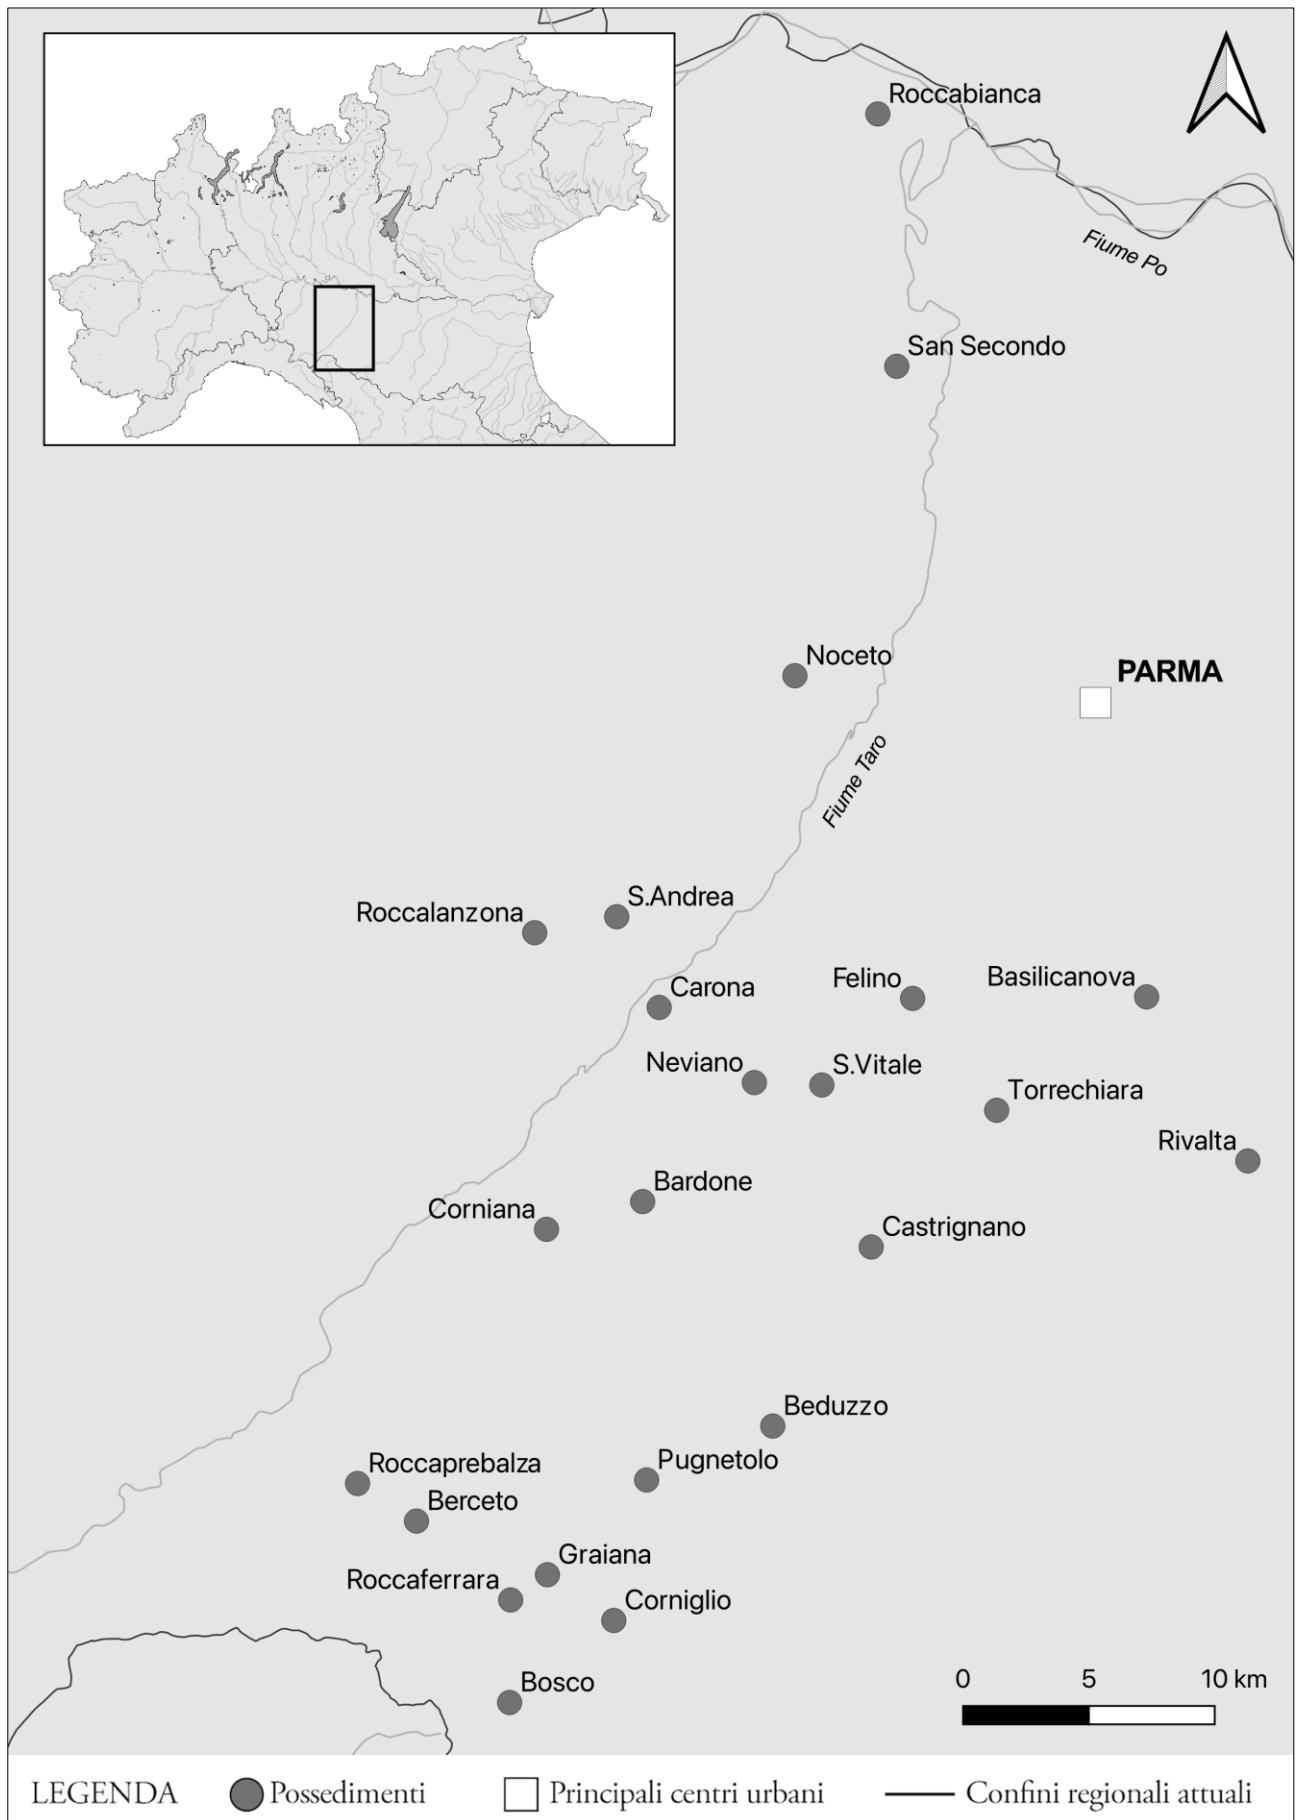 Roccabianca
Fiume Po
San Secondo
Noceto
PARMA
Fiume Taro
S.Andrea
Roccalanzona
Carona
Felino
Basilicanova
Neviano
S.Vitale
Torrechiara
Rivalta
Bardone
Corniana
Castrignano
Beduzzo
Pugnetolo
Roccaprebalza
Berceto
Graiana
Roccaferrara
Corniglio
Bosco
0 5 10 km
LEGENDA Possedimenti Principali centri urbani Confini regionali attuali